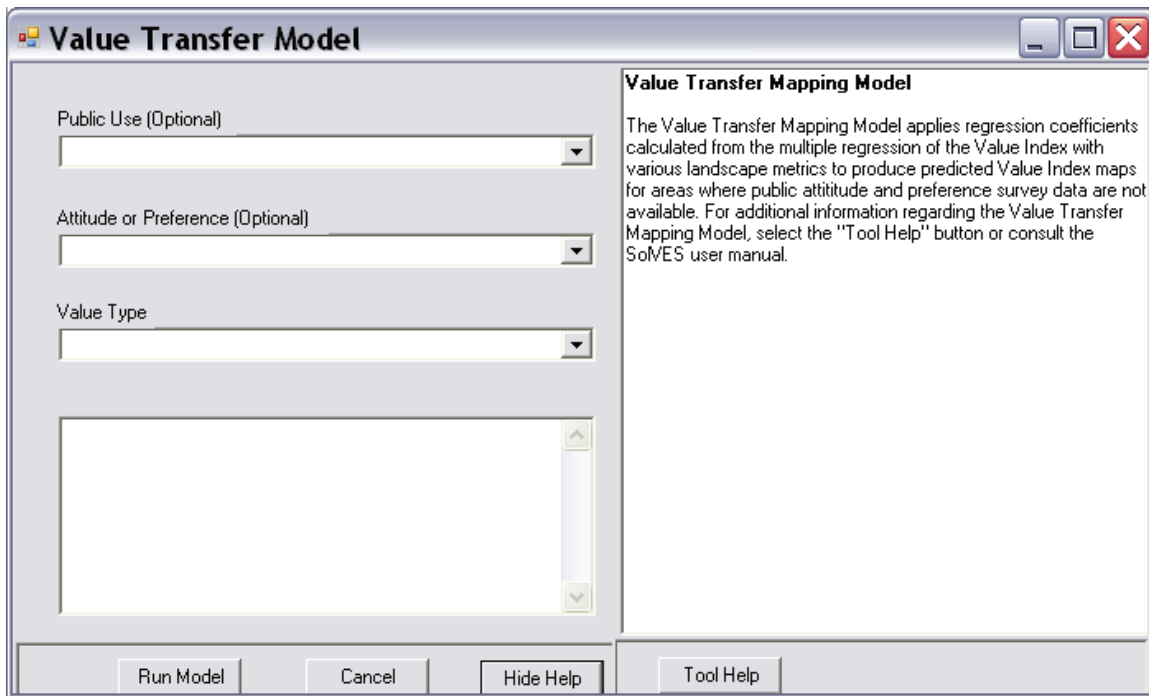 Value Transfer Model
Public Use (Optional)
Attitude or Preference (Optional)
Value Type
Run Model
Cancel
Hide Help
Value Transfer Mapping Model
The Value Transfer Mapping Model applies regression coefficients
calculated from the multiple regression of the Value Index with
various landscape metrics to produce predicted Value Index maps
for areas where public attitiude and preference survey data are not
available. For additional information regarding the Value Transfer
Mapping Model, select the "Tool Help" button or consult the
SolVES user manual.
Tool Help